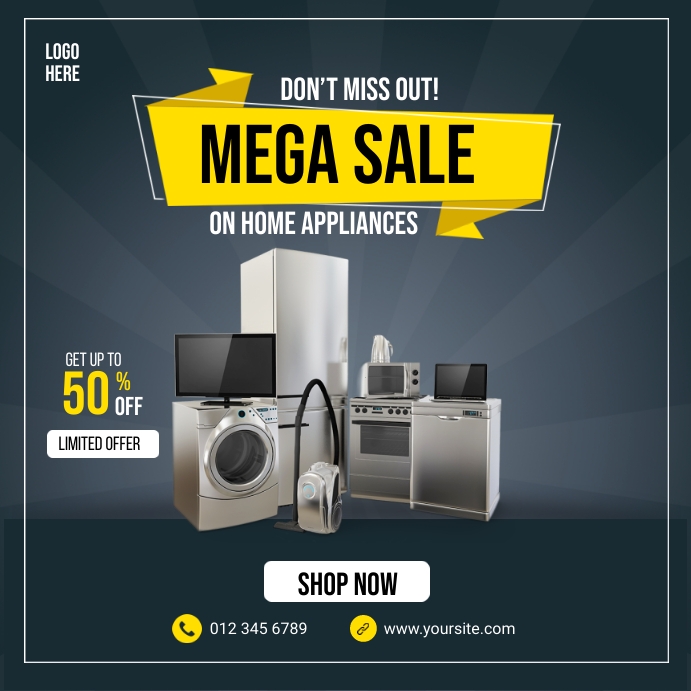 LOGO
HERE
DON'T MISS OUT!
MEGA SALE
ON HOME APPLIANCES
GET UP TO
50%
OFF
LIMITED OFFER
SHOP NOW
012 345 6789
www.yoursite.com